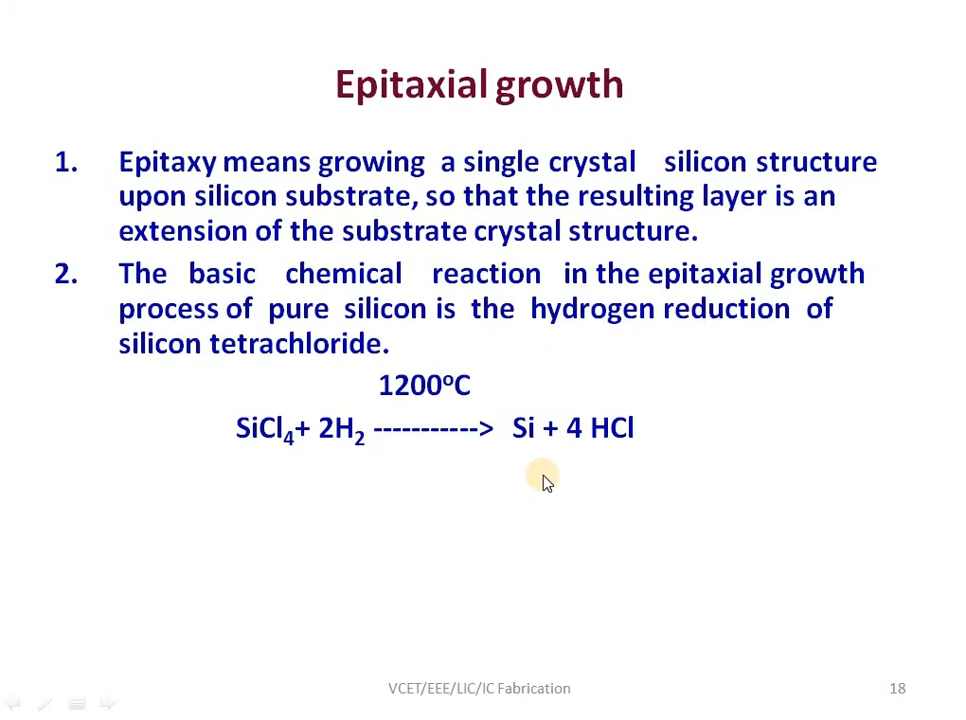 Epitaxial growth
1. Epitaxy means growing a single crystal silicon structure
upon silicon substrate, so that the resulting layer is an
extension of the substrate crystal structure.
2. The basic chemical reaction in the epitaxial growth
process of pure silicon is the hydrogen reduction of
silicon tetrachloride.
1200°C
SiCl₄+ 2H₂ -----------> Si + 4 HCl
VCET/EEE/LIC/IC Fabrication 18